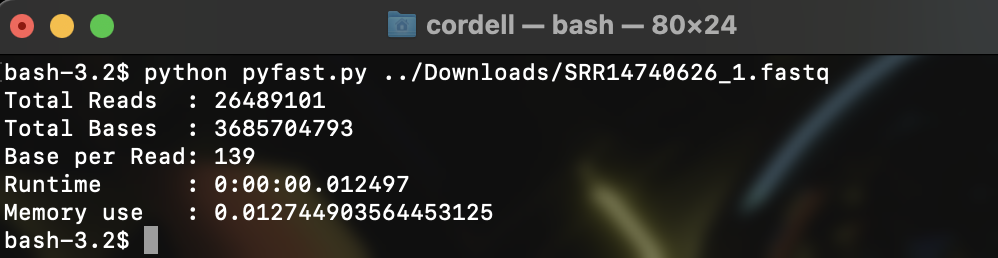 cordell — bash — 80×24
bash-3.2$ python pyfast.py ../Downloads/SRR14740626_1.fastq
Total Reads  : 26489101
Total Bases  : 3685704793
Base per Read: 139
Runtime      : 0:00:00.012497
Memory use   : 0.012744903564453125
bash-3.2$